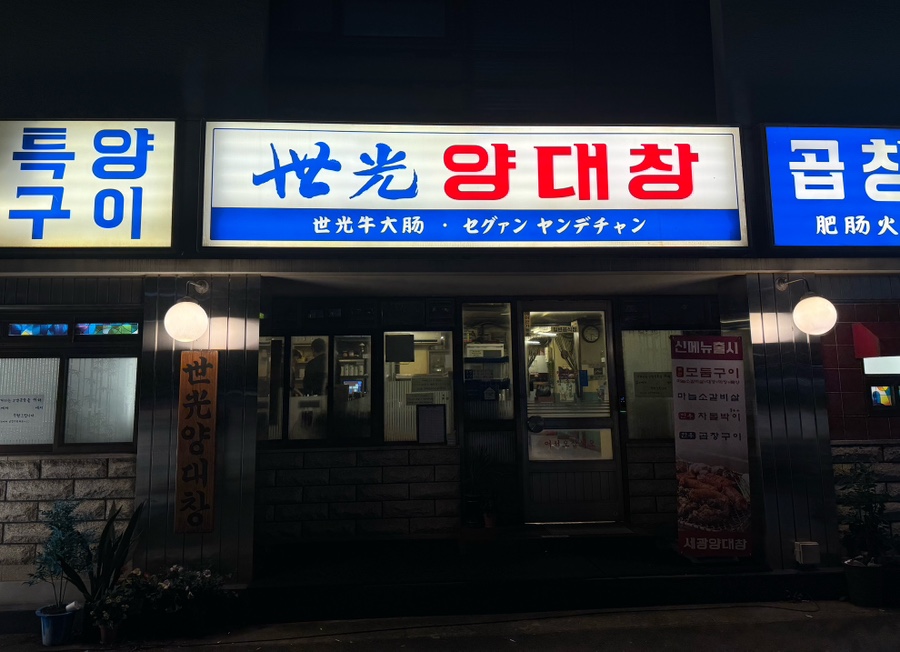 특양
구이
世光 양대창
世光牛大肠 · セグァン ヤンデチャン
곱창
肥肠火
世光양대창
신메뉴출시
모둠구이
마늘소갈비살
차돌박이
곱창구이
세광양대창